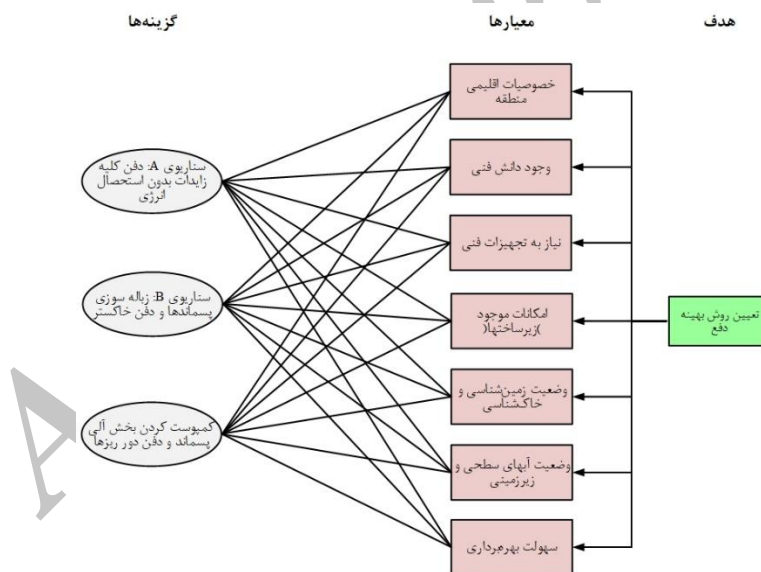 هدف
معیارها
گزینه‌ها
تعیین روش بهینه
دفع
خصوصیات اقلیمی
منطقه
وجود دانش فنی
نیاز به تجهیزات فنی
امکانات موجود
)زیرساختها(
وضعیت زمین‌شناسی و
خاکشناسی
وضعیت آبهای سطحی و
زیرزمینی
سهولت بهره‌برداری
سناریوی A: دفن کلیه
زایدات بدون استحصال
انرژی
سناریوی B: زباله سوزی
پسماندها و دفن خاکستر
کمپوست کردن بخش آلی
پسماند و دفن دور ریزها
A